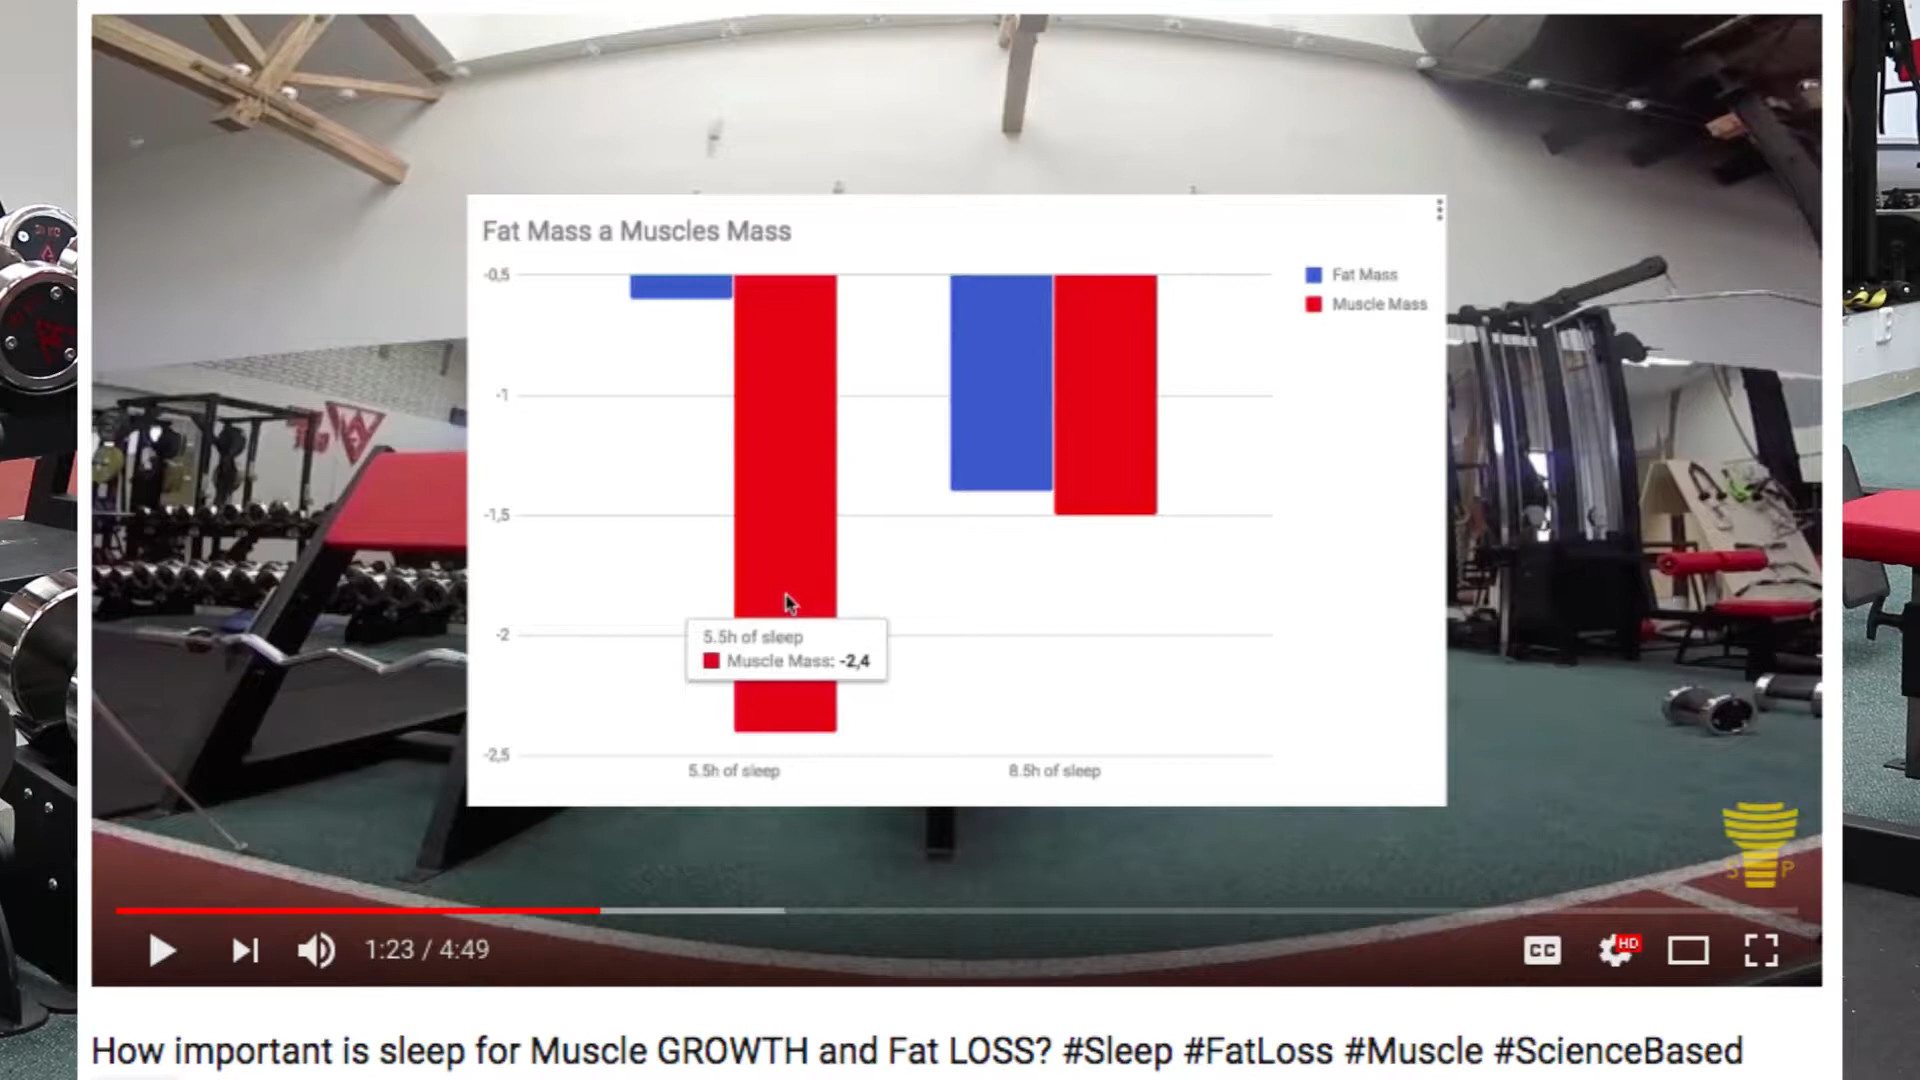 Fat Mass a Muscles Mass
-0,5
-1
-1,5
-2
-2,5
Fat Mass
Muscle Mass
5.5h of sleep
Muscle Mass: -2,4
5.5h of sleep
8.5h of sleep
S P
1:23 / 4:49
CC
HD
How important is sleep for Muscle GROWTH and Fat LOSS? #Sleep #FatLoss #Muscle #ScienceBased